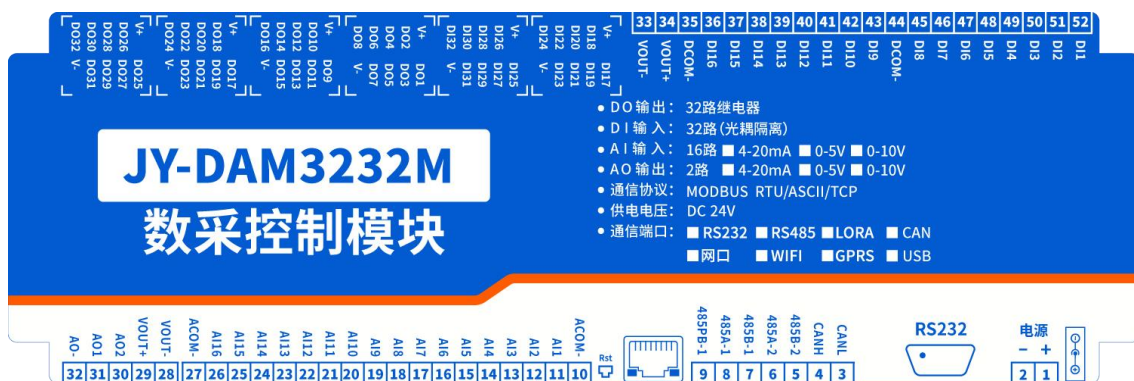 DO32 DO30 DO28 DO26 V+ DO24 DO22 DO20 DO18 V+ DO16 DO14 DO12 DO10 V+ DO8 DO6 DO4 DO2 V+ DI32 DI30 DI28 DI26 V+ DI24 DI22 DI20 DI18 V+
V- DO31 DO29 DO27 DO25 V- DO23 DO21 DO19 DO17 V- DO15 DO13 DO11 DO9 V- DO7 DO5 DO3 DO1 V- DI31 DI29 DI27 DI25 V- DI23 DI21 DI19 DI17
33 34 35 36 37 38 39 40 41 42 43 44 45 46 47 48 49 50 51 52
VOUT- VOUT+ DCOM- DI16 DI15 DI14 DI13 DI12 DI11 DI10 DI9 DCOM- DI8 DI7 DI6 DI5 DI4 DI3 DI2 DI1
JY-DAM3232M
数采控制模块
● DO输出： 32路继电器
● DI输入： 32路(光耦隔离)
● AI输入： 16路 ■ 4-20mA ■ 0-5V ■ 0-10V
● AO输出： 2路 ■ 4-20mA ■ 0-5V ■ 0-10V
● 通信协议： MODBUS RTU/ASCII/TCP
● 供电电压： DC 24V
● 通信端口： ■ RS232 ■ RS485 ■ LORA ■ CAN
■ 网口 ■ WIFI ■ GPRS ■ USB
AO- AO1 AO2 VOUT+ VOUT- ACOM- AI16 AI15 AI14 AI13 AI12 AI11 AI10 AI9 AI8 AI7 AI6 AI5 AI4 AI3 AI2 AI1 ACOM-
32 31 30 29 28 27 26 25 24 23 22 21 20 19 18 17 16 15 14 13 12 11 10
Rst
485PB-1 485A-1 485B-1 485A-2 485B-2 CANH CANL
9 8 7 6 5 4 3
RS232
电源
- +
2 1